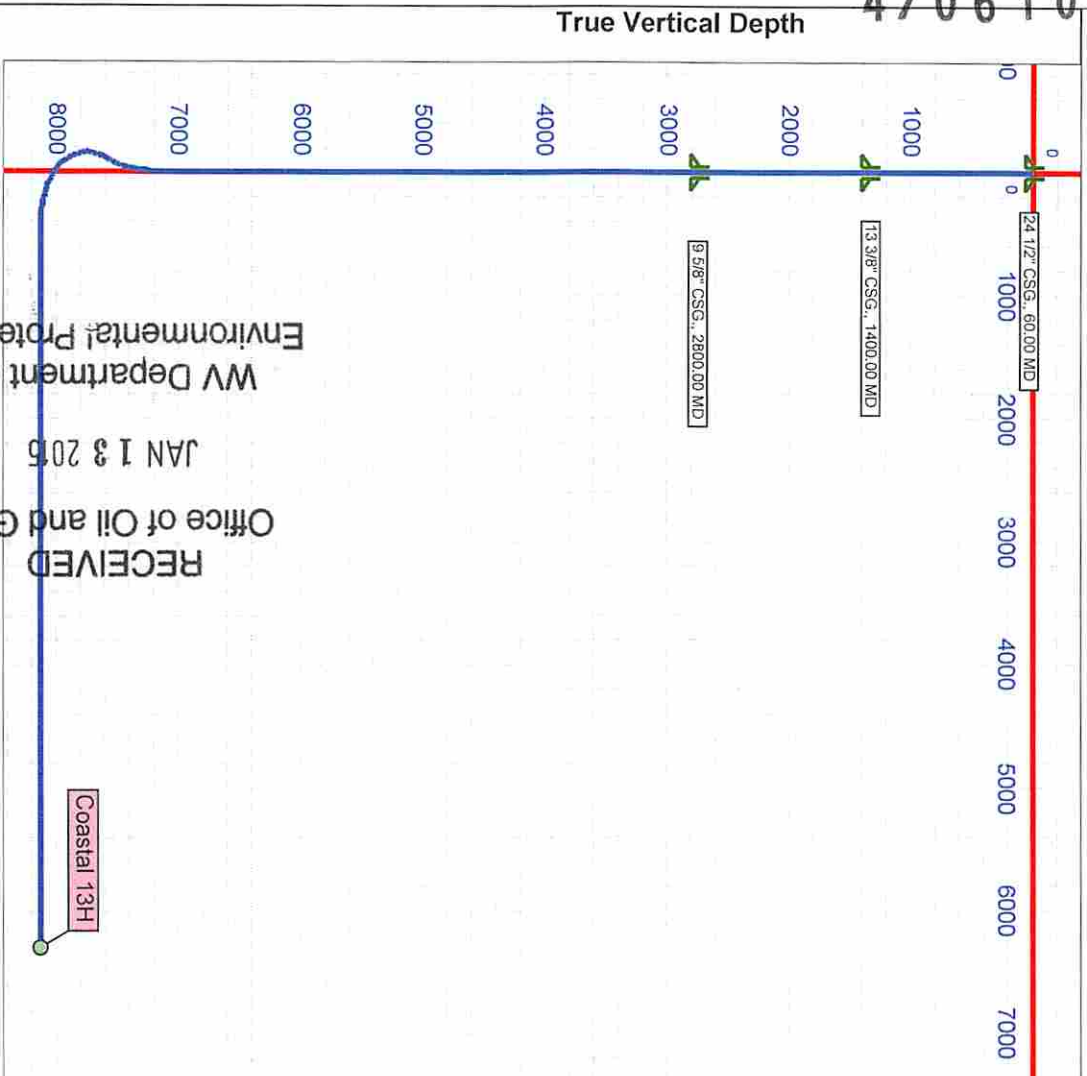 True Vertical Depth
0
0
1000
2000
3000
4000
5000
6000
7000
8000
0
1000
2000
3000
4000
5000
6000
7000
24 1/2" CSG., 60.00 MD
13 3/8" CSG., 1400.00 MD
9 5/8" CSG., 2800.00 MD
Coastal 13H
RECEIVED
Office of Oil and G
JAN 13 2015
WV Department
Environmental Prote